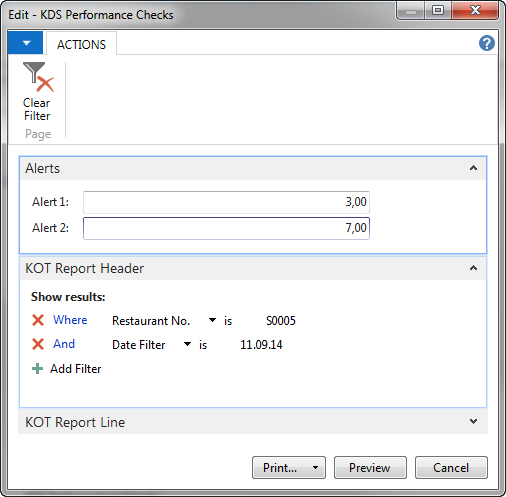 Edit - KDS Performance Checks
ACTIONS
Clear
Filter
Page
Alerts
Alert 1: 3,00
Alert 2: 7,00
KOT Report Header
Show results:
Where Restaurant No. is S0005
And Date Filter is 11.09.14
Add Filter
KOT Report Line
Print... Preview Cancel